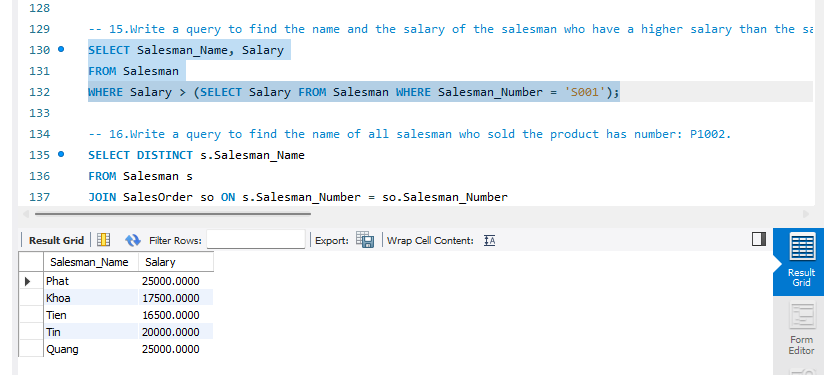 128
129 -- 15.Write a query to find the name and the salary of the salesman who have a higher salary than the sa
130 SELECT Salesman_Name, Salary
131 FROM Salesman
132 WHERE Salary > (SELECT Salary FROM Salesman WHERE Salesman_Number = 'S001');
133
134 -- 16.Write a query to find the name of all salesman who sold the product has number: P1002.
135 SELECT DISTINCT s.Salesman_Name
136 FROM Salesman s
137 JOIN SalesOrder so ON s.Salesman_Number = so.Salesman_Number
Result Grid Filter Rows: Export: Wrap Cell Content: IA
Salesman_Name Salary
Phat 25000.0000
Khoa 17500.0000
Tien 16500.0000
Tin 20000.0000
Quang 25000.0000
Result
Grid
Form
Editor